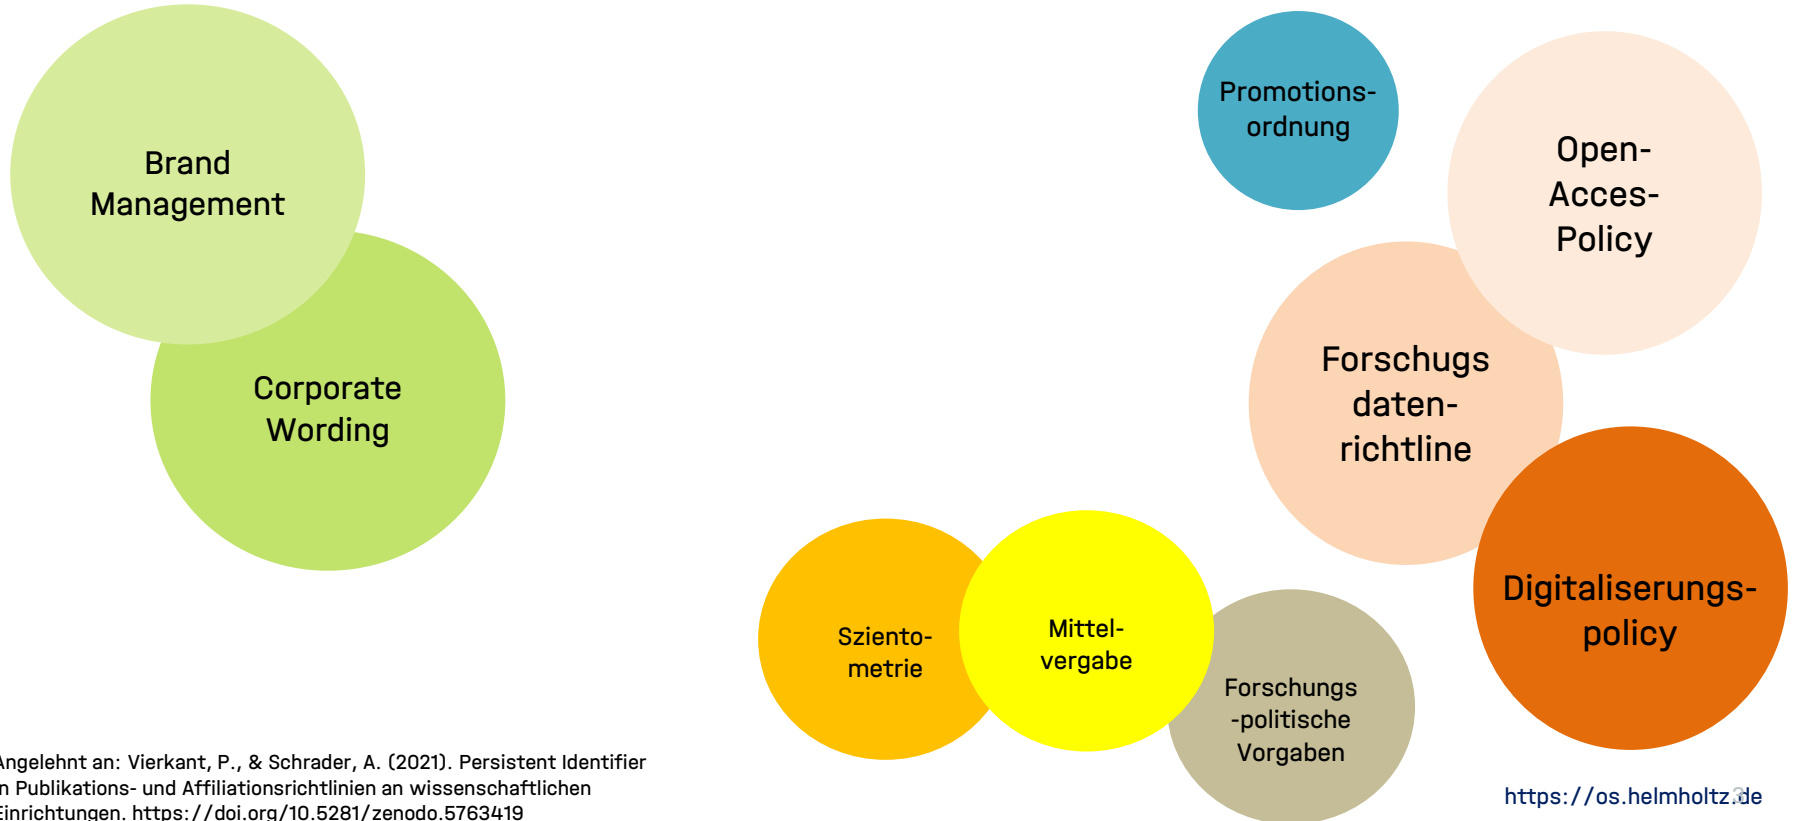 Brand
Management
Corporate
Wording
Promotions-
ordnung
Open-
Acces-
Policy
Forschugs
daten-
richtline
Digitaliserungs-
policy
Sziento-
metrie
Mittel-
vergabe
Forschungs
-politische
Vorgaben
Angelehnt an: Vierkant, P., & Schrader, A. (2021). Persistent Identifier
in Publikations- und Affiliationsrichtlinien an wissenschaftlichen
Einrichtungen. https://doi.org/10.5281/zenodo.5763419
https://os.helmholtz.de
3